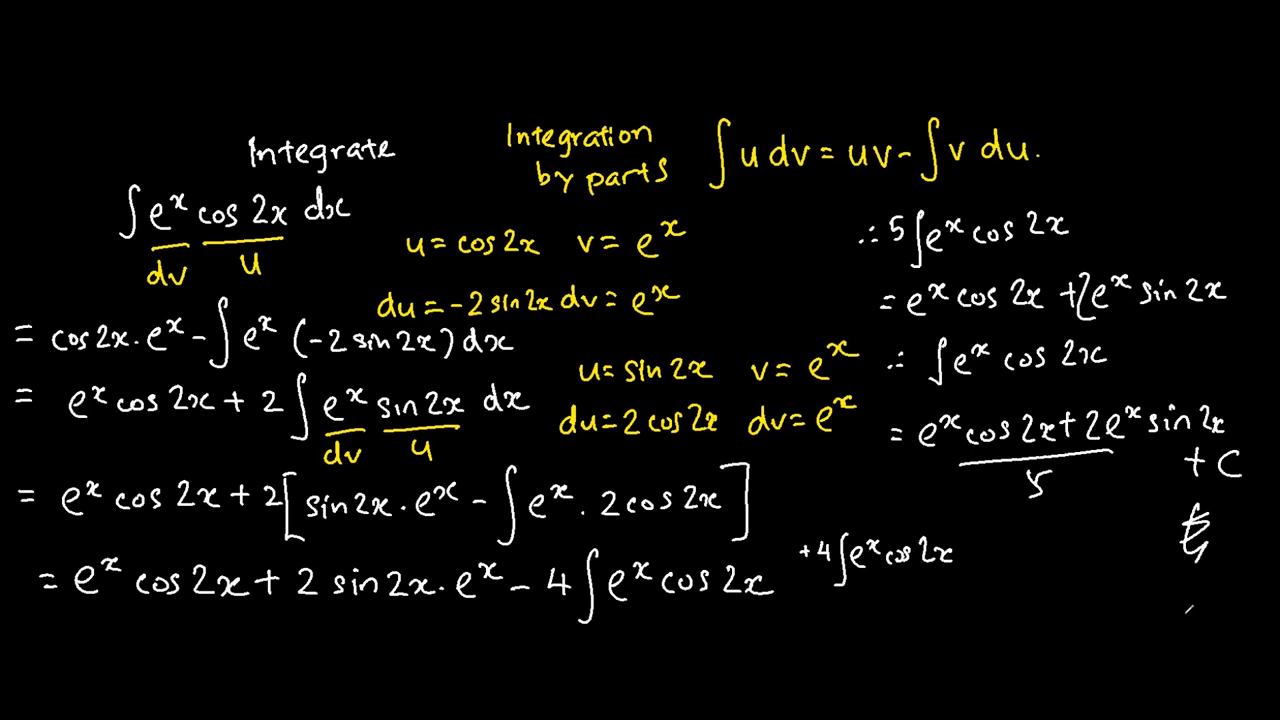 Integrate
∫ e^x cos 2x dx
dv u
Integration
by parts
∫ u dv = uv - ∫ v du.
u = cos 2x v = e^x
du = -2 sin 2x dv = e^x
= cos 2x · e^x - ∫ e^x (-2 sin 2x) dx
= e^x cos 2x + 2 ∫ e^x sin 2x dx
dv u
u = sin 2x v = e^x
du = 2 cos 2x dv = e^x
= e^x cos 2x + 2 [ sin 2x · e^x - ∫ e^x · 2 cos 2x ]
= e^x cos 2x + 2 sin 2x · e^x - 4 ∫ e^x cos 2x
+ 4 ∫ e^x cos 2x
∴ 5 ∫ e^x cos 2x
= e^x cos 2x + 2e^x sin 2x
∴ ∫ e^x cos 2x
= e^x cos 2x + 2e^x sin 2x
5
+ C